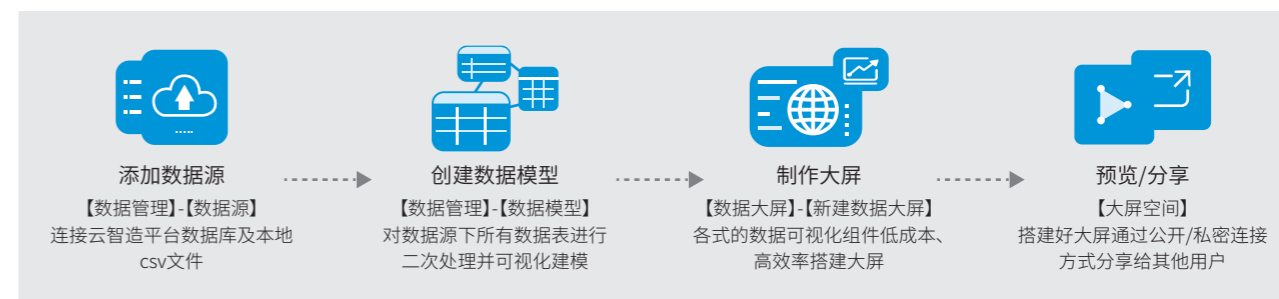 添加数据源
【数据管理】-【数据源】
连接云智造平台数据库及本地
csv文件
创建数据模型
【数据管理】-【数据模型】
对数据源下所有数据表进行
二次处理并可视化建模
制作大屏
【数据大屏】-【新建数据大屏】
各式的数据可视化组件低成本、
高效率搭建大屏
预览/分享
【大屏空间】
搭建好大屏通过公开/私密连接
方式分享给其他用户